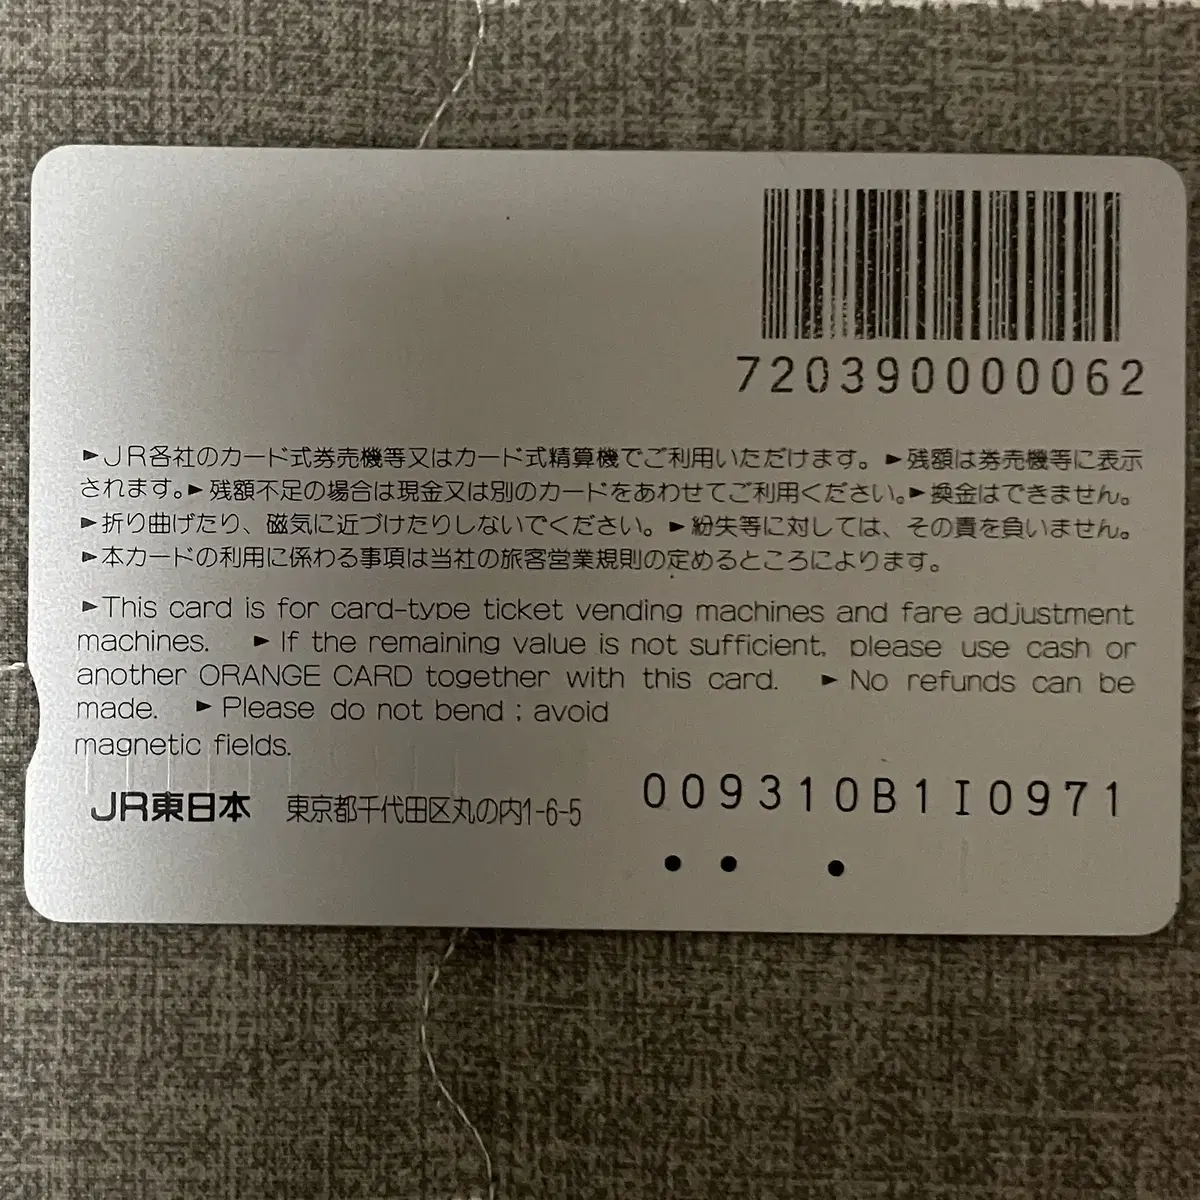 720390000062
►JR各社のカード式券売機等又はカード式精算機でご利用いただけます。►残額は券売機等に表示
されます。►残額不足の場合は現金又は別のカードをあわせてご利用ください。►換金はできません。
►折り曲げたり、磁気に近づけたりしないでください。►紛失等に対しては、その責を負いません。
►本カードの利用に係わる事項は当社の旅客営業規則の定めるところによります。
►This card is for card-type ticket vending machines and fare adjustment
machines. ►If the remaining value is not sufficient, please use cash or
another ORANGE CARD together with this card. ►No refunds can be
made. ►Please do not bend ; avoid
magnetic fields.
JR東日本 東京都千代田区丸の内1-6-5 009310B1I0971